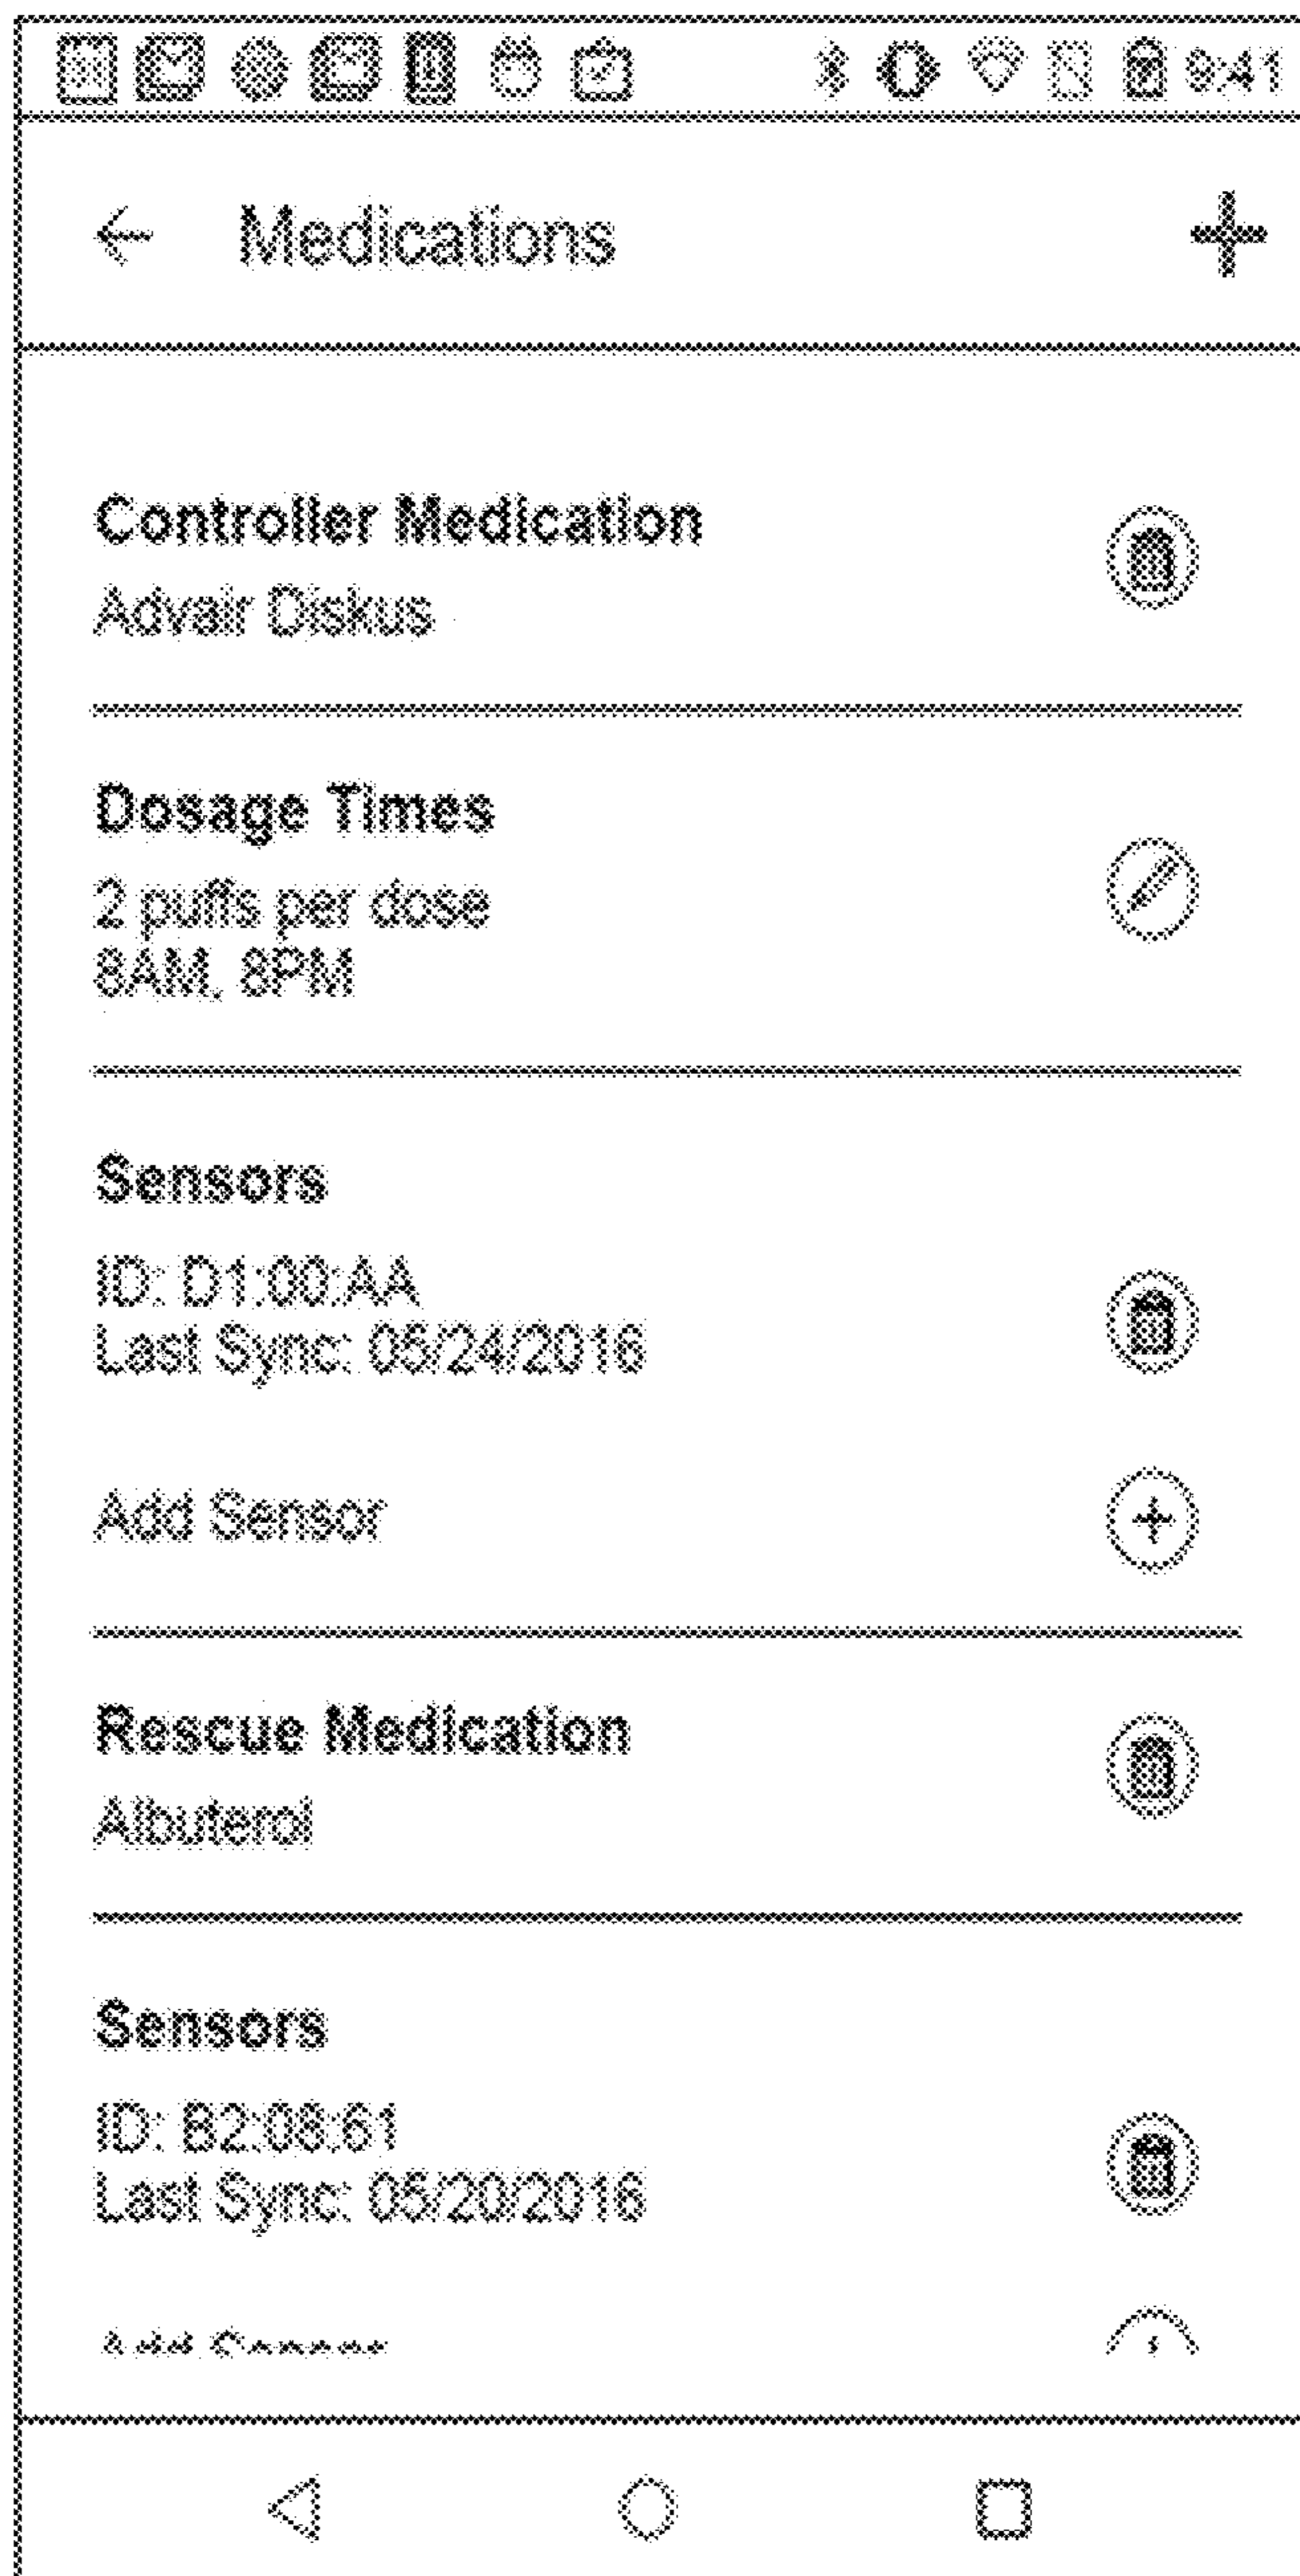 9:41
Medications
Controller Medication
Advair Diskus
Dosage Times
2 puffs per dose
8AM, 8PM
Sensors
ID: D1:00:AA
Last Sync: 05/24/2016
Add Sensor
Rescue Medication
Albuterol
Sensors
ID: B2:08:61
Last Sync: 05/20/2016
Add Sensor